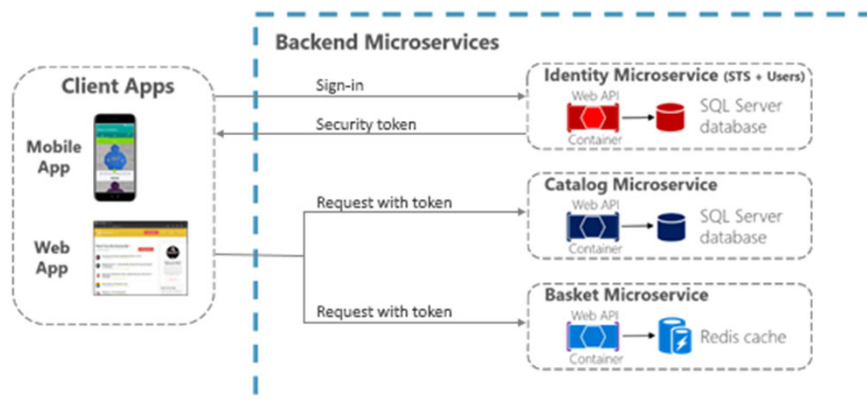 Backend Microservices
Client Apps
Mobile
App
Web
App
Sign-in
Security token
Request with token
Request with token
Identity Microservice (STS + Users)
Web API
Container
SQL Server
database
Catalog Microservice
Web API
Container
SQL Server
database
Basket Microservice
Web API
Container
Redis cache